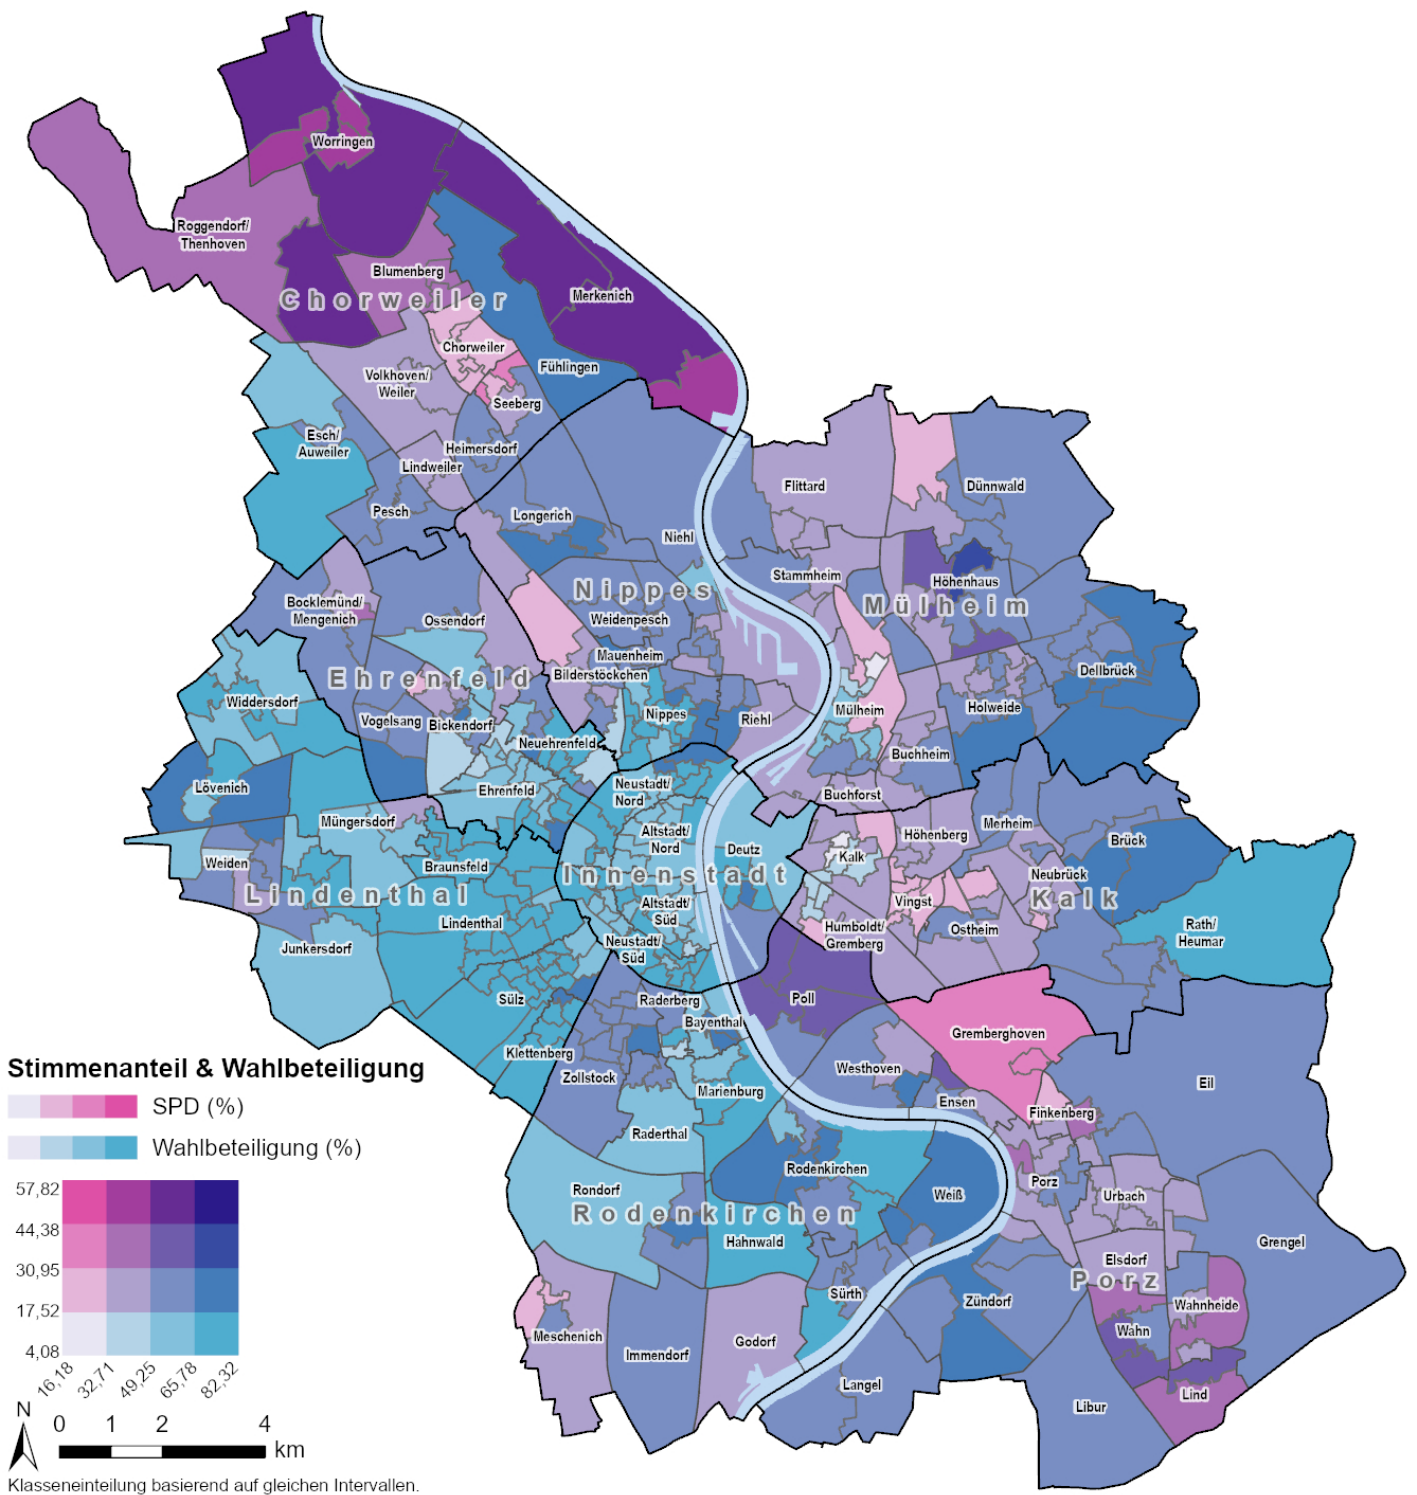 Worringen
Roggendorf/
Thenhoven
Blumenberg
Chorweiler
Merkenich
Chorweiler
Fühlingen
Volkhoven/
Weiler
Seeberg
Esch/
Auweiler
Heimersdorf
Lindweiler
Pesch
Longerich
Niehl
Flittard
Dünnwald
Stammheim
Höhenhaus
Nippes
Mülheim
Bocklemünd/
Mengenich
Ossendorf
Weidenpesch
Mauenheim
Bilderstöckchen
Ehrenfeld
Dellbrück
Widdersdorf
Vogelsang
Bickendorf
Nippes
Riehl
Mülheim
Holweide
Neuehrenfeld
Buchheim
Lövenich
Ehrenfeld
Neustadt/
Nord
Buchforst
Müngersdorf
Altstadt/
Nord
Deutz
Höhenberg
Merheim
Brück
Weiden
Braunsfeld
Kalk
Innenstadt
Neubrück
Lindenthal
Kalk
Vingst
Lindenthal
Altstadt/
Süd
Humboldt/
Gremberg
Ostheim
Rath/
Heumar
Junkersdorf
Neustadt/
Süd
Sülz
Raderberg
Poll
Bayenthal
Gremberghoven
Klettenberg
Zollstock
Westhoven
Eil
Marienburg
Ensen
Finkenberg
Raderthal
Rodenkirchen
Porz
Rondorf
Weiß
Urbach
Rodenkirchen
Hahnwald
Grengel
Elsdorf
Porz
Sürth
Zündorf
Wahnheide
Meschenich
Godorf
Wahn
Immendorf
Langel
Lind
Libur
Stimmenanteil & Wahlbeteiligung
SPD (%)
Wahlbeteiligung (%)
57,82
44,38
30,95
17,52
4,08
16,18 32,71 49,25 65,78 82,32
N
0 1 2 4
km
Klasseneinteilung basierend auf gleichen Intervallen.